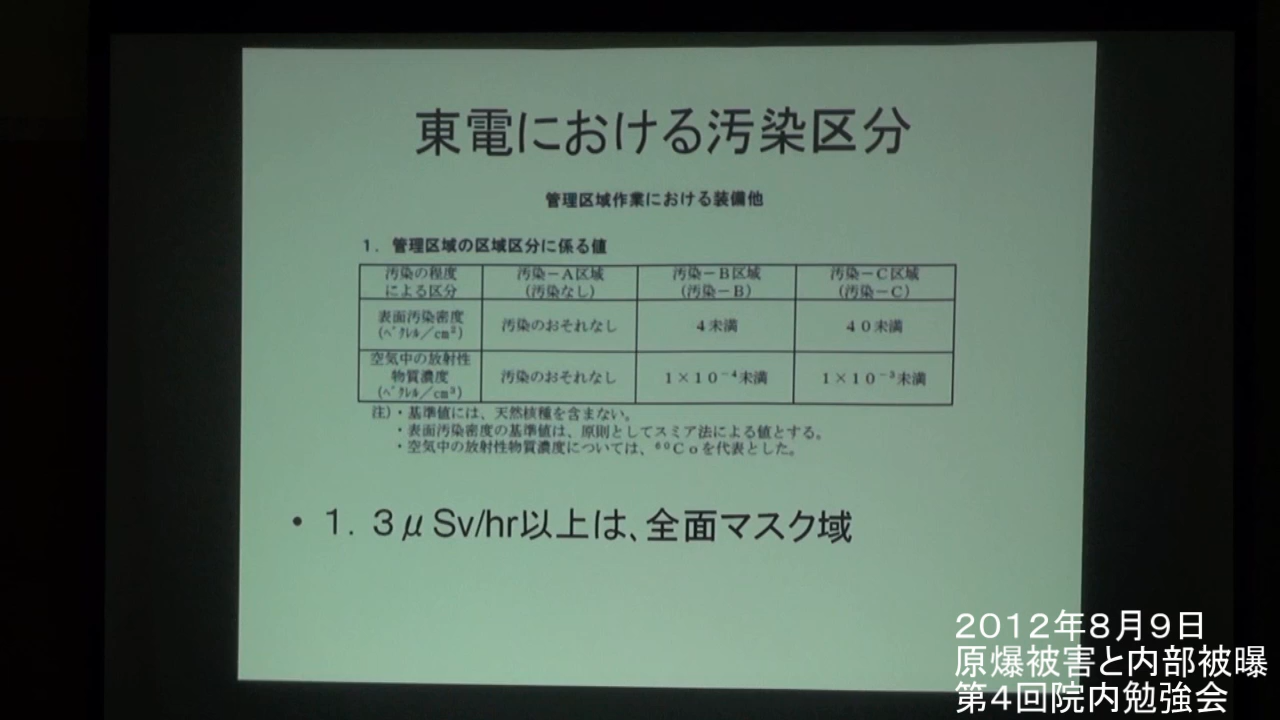 東電における汚染区分
管理区域作業における装備他
１．管理区域の区域区分に係る値
汚染の程度による区分 汚染－Ａ区域（汚染なし） 汚染－Ｂ区域（汚染－Ｂ） 汚染－Ｃ区域（汚染－Ｃ）
表面汚染密度（ﾍﾞｸﾚﾙ／cm²） 汚染のおそれなし ４未満 ４０未満
空気中の放射性物質濃度（ﾍﾞｸﾚﾙ／cm³） 汚染のおそれなし １×１０⁻⁴未満 １×１０⁻³未満
注）・基準値には、天然核種を含まない。
・表面汚染密度の基準値は、原則としてスミア法による値とする。
・空気中の放射性物質濃度については、⁶⁰Ｃｏを代表とした。
• １．３μSv/hr以上は、全面マスク域
２０１２年８月９日
原爆被害と内部被曝
第４回院内勉強会